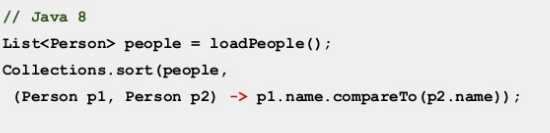 // Java 8
List<Person> people = loadPeople();
Collections.sort(people,
(Person p1, Person p2) -> p1.name.compareTo(p2.name));